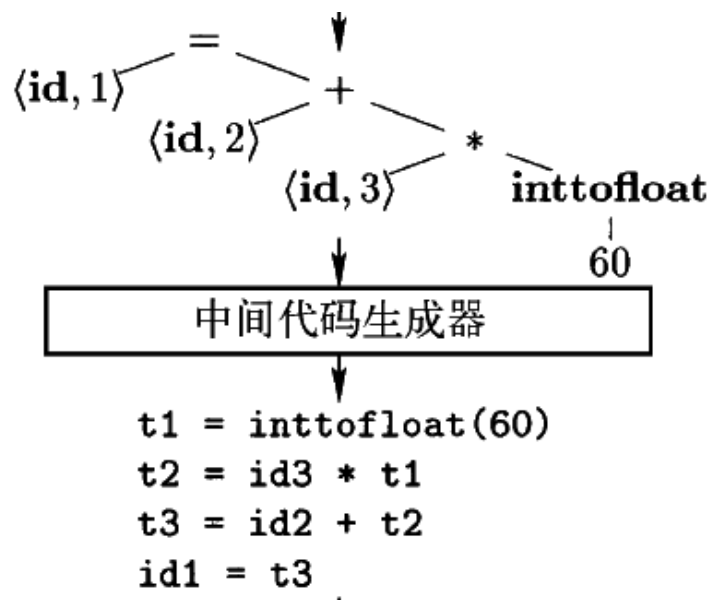 =
⟨id, 1⟩ +
⟨id, 2⟩ *
⟨id, 3⟩ inttofloat
60
中间代码生成器
t1 = inttofloat(60)
t2 = id3 * t1
t3 = id2 + t2
id1 = t3